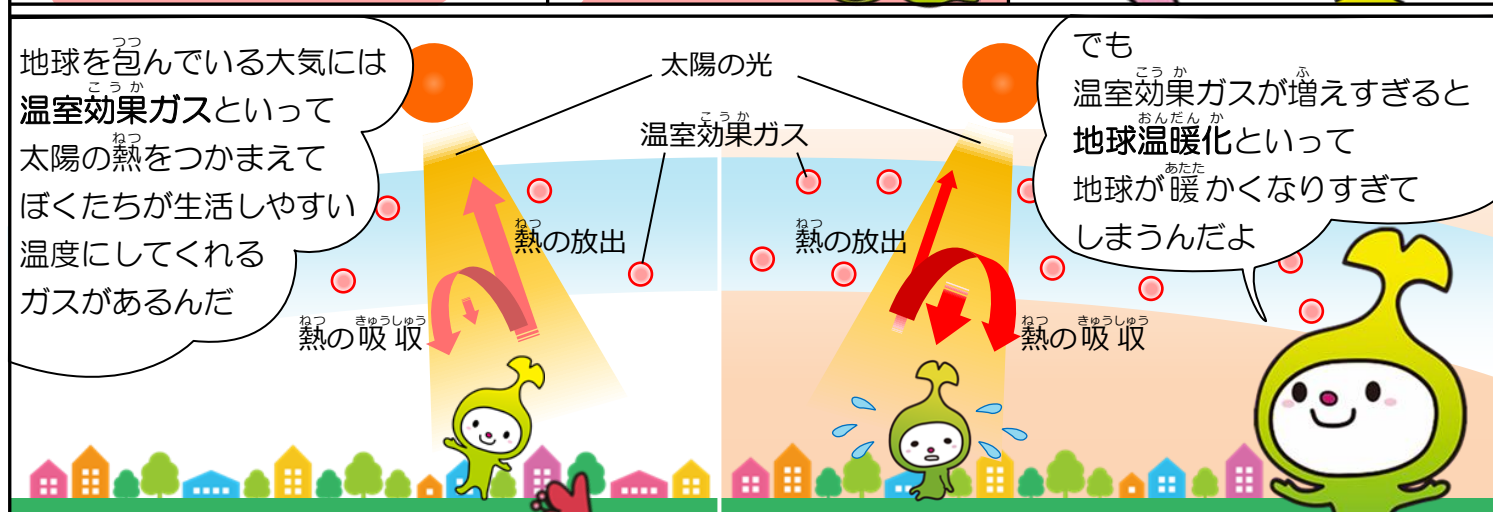 地球を包んでいる大気には
温室効果ガスといって
太陽の熱をつかまえて
ぼくたちが生活しやすい
温度にしてくれる
ガスがあるんだ
太陽の光
温室効果ガス
熱の放出
熱の吸収
熱の放出
熱の吸収
でも
温室効果ガスが増えすぎると
地球温暖化といって
地球が暖かくなりすぎて
しまうんだよ